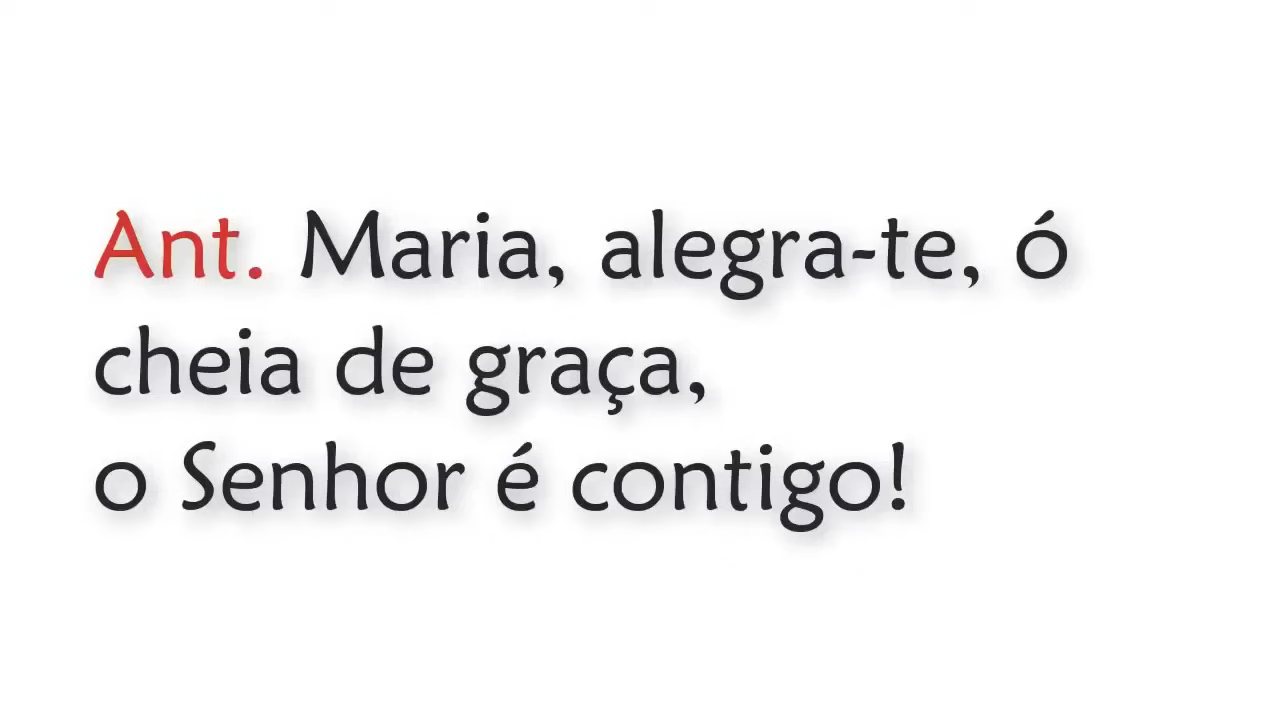 Ant. Maria, alegra-te, ó
cheia de graça,
o Senhor é contigo!